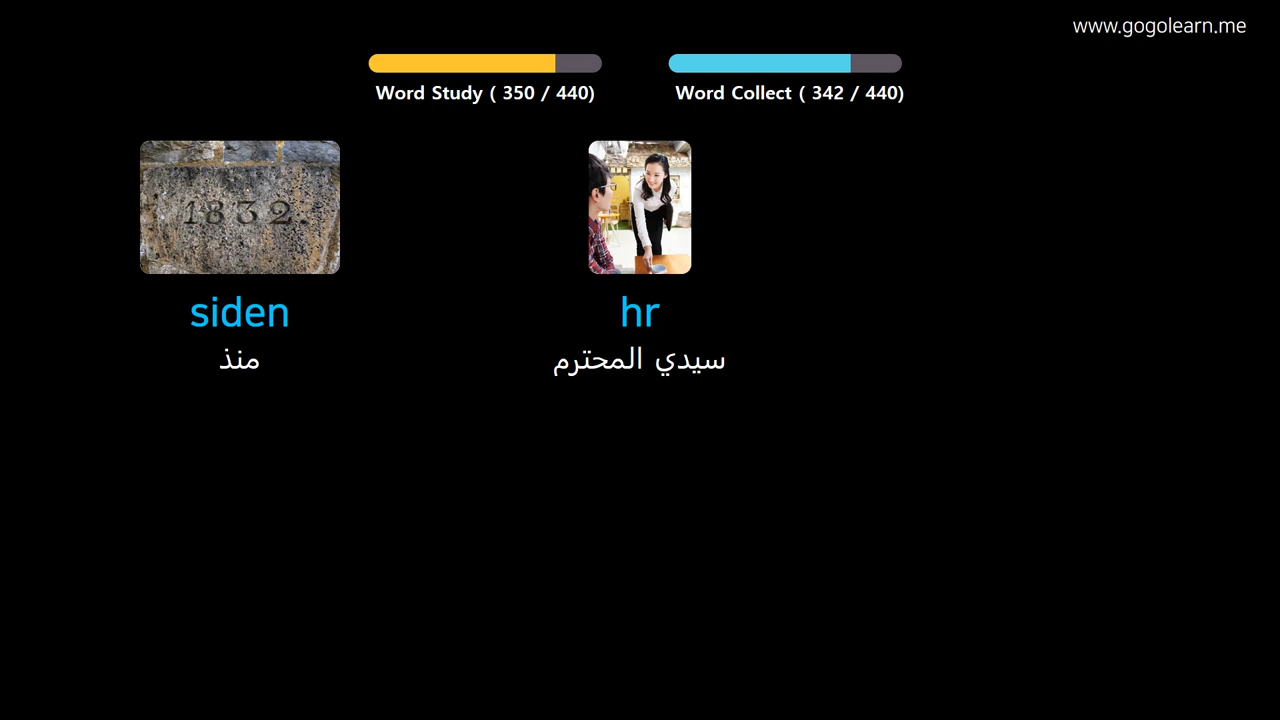 www.gogolearn.me
Word Study ( 350 / 440)
Word Collect ( 342 / 440)
1832.
siden
منذ
hr
سيدي المحترم